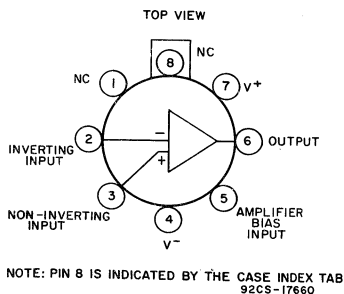 TOP VIEW
NC
8
NC
1
7
V+
2
−
6
OUTPUT
INVERTING
INPUT
+
3
5
NON-INVERTING
INPUT
4
AMPLIFIER
BIAS
INPUT
V−
NOTE: PIN 8 IS INDICATED BY THE CASE INDEX TAB
92CS-17660